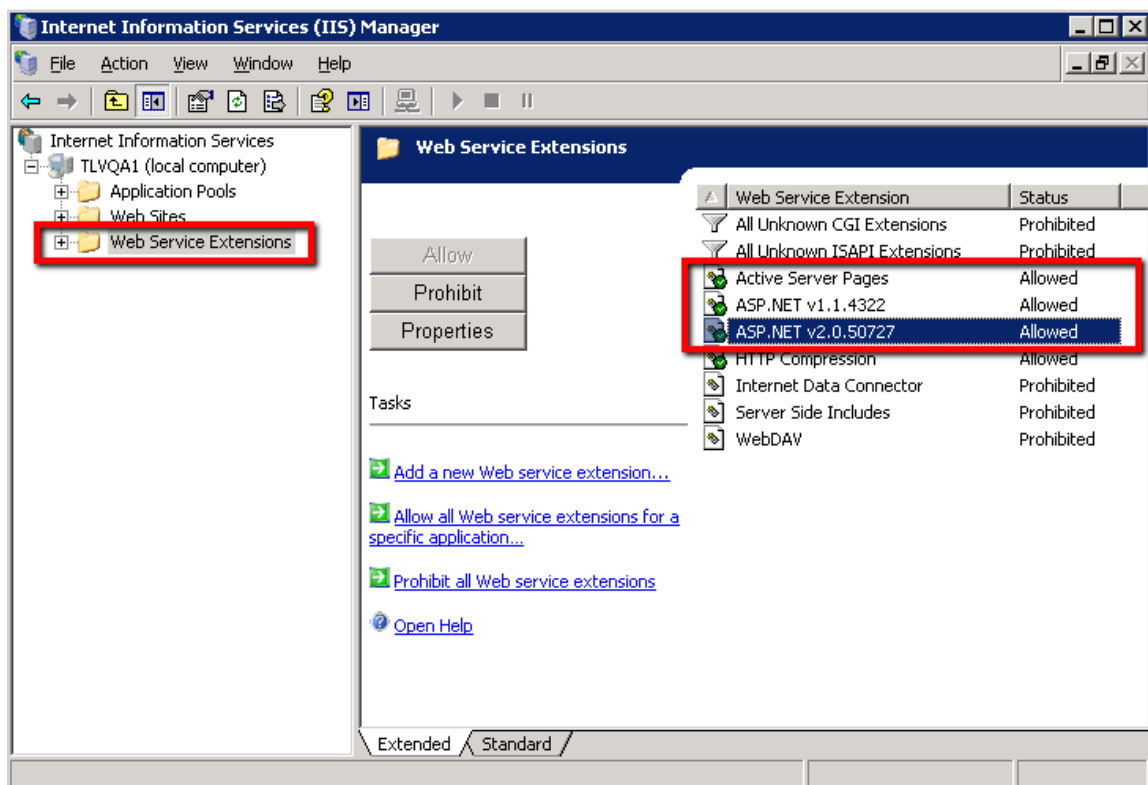 Internet Information Services (IIS) Manager
File Action View Window Help
Internet Information Services
TLVQA1 (local computer)
Application Pools
Web Sites
Web Service Extensions
Web Service Extensions
Allow
Prohibit
Properties
Tasks
Add a new Web service extension...
Allow all Web service extensions for a
specific application...
Prohibit all Web service extensions
Open Help
Web Service Extension Status
All Unknown CGI Extensions Prohibited
All Unknown ISAPI Extensions Prohibited
Active Server Pages Allowed
ASP.NET v1.1.4322 Allowed
ASP.NET v2.0.50727 Allowed
HTTP Compression Allowed
Internet Data Connector Prohibited
Server Side Includes Prohibited
WebDAV Prohibited
Extended Standard